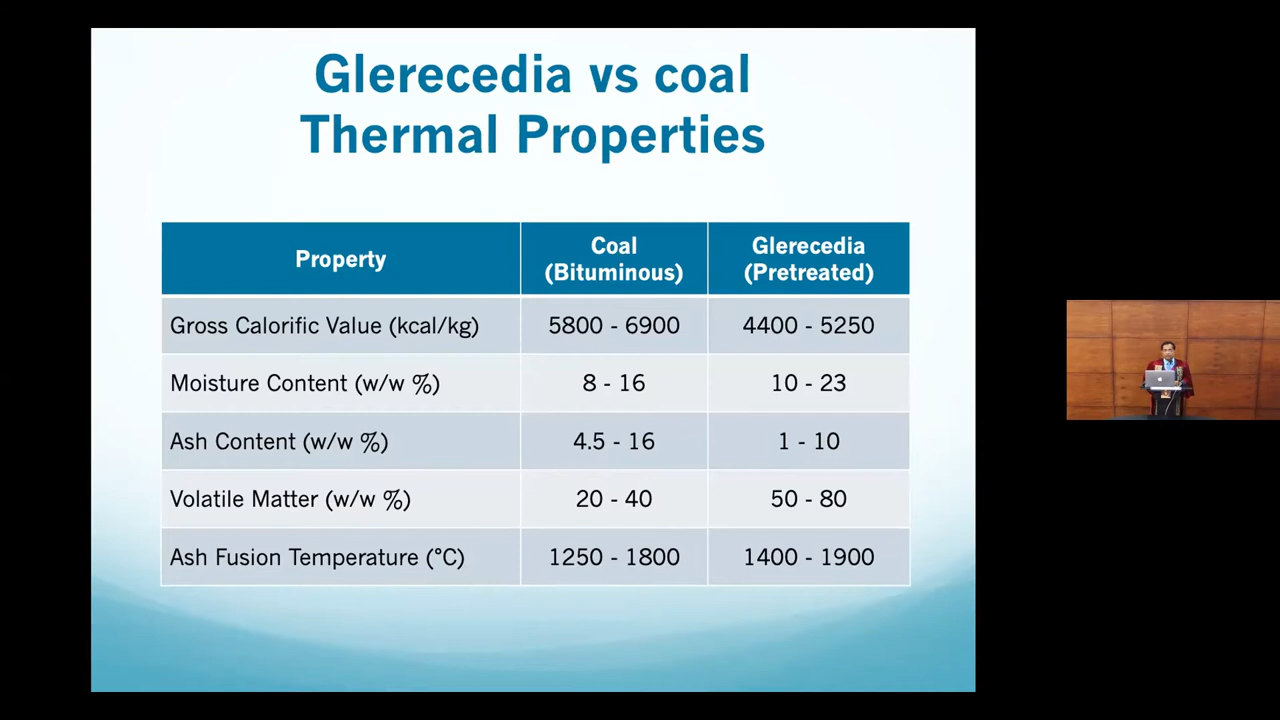 Glerecedia vs coal
Thermal Properties
Property
Coal
(Bituminous)
Glerecedia
(Pretreated)
Gross Calorific Value (kcal/kg)
5800 - 6900
4400 - 5250
Moisture Content (w/w %)
8 - 16
10 - 23
Ash Content (w/w %)
4.5 - 16
1 - 10
Volatile Matter (w/w %)
20 - 40
50 - 80
Ash Fusion Temperature (°C)
1250 - 1800
1400 - 1900